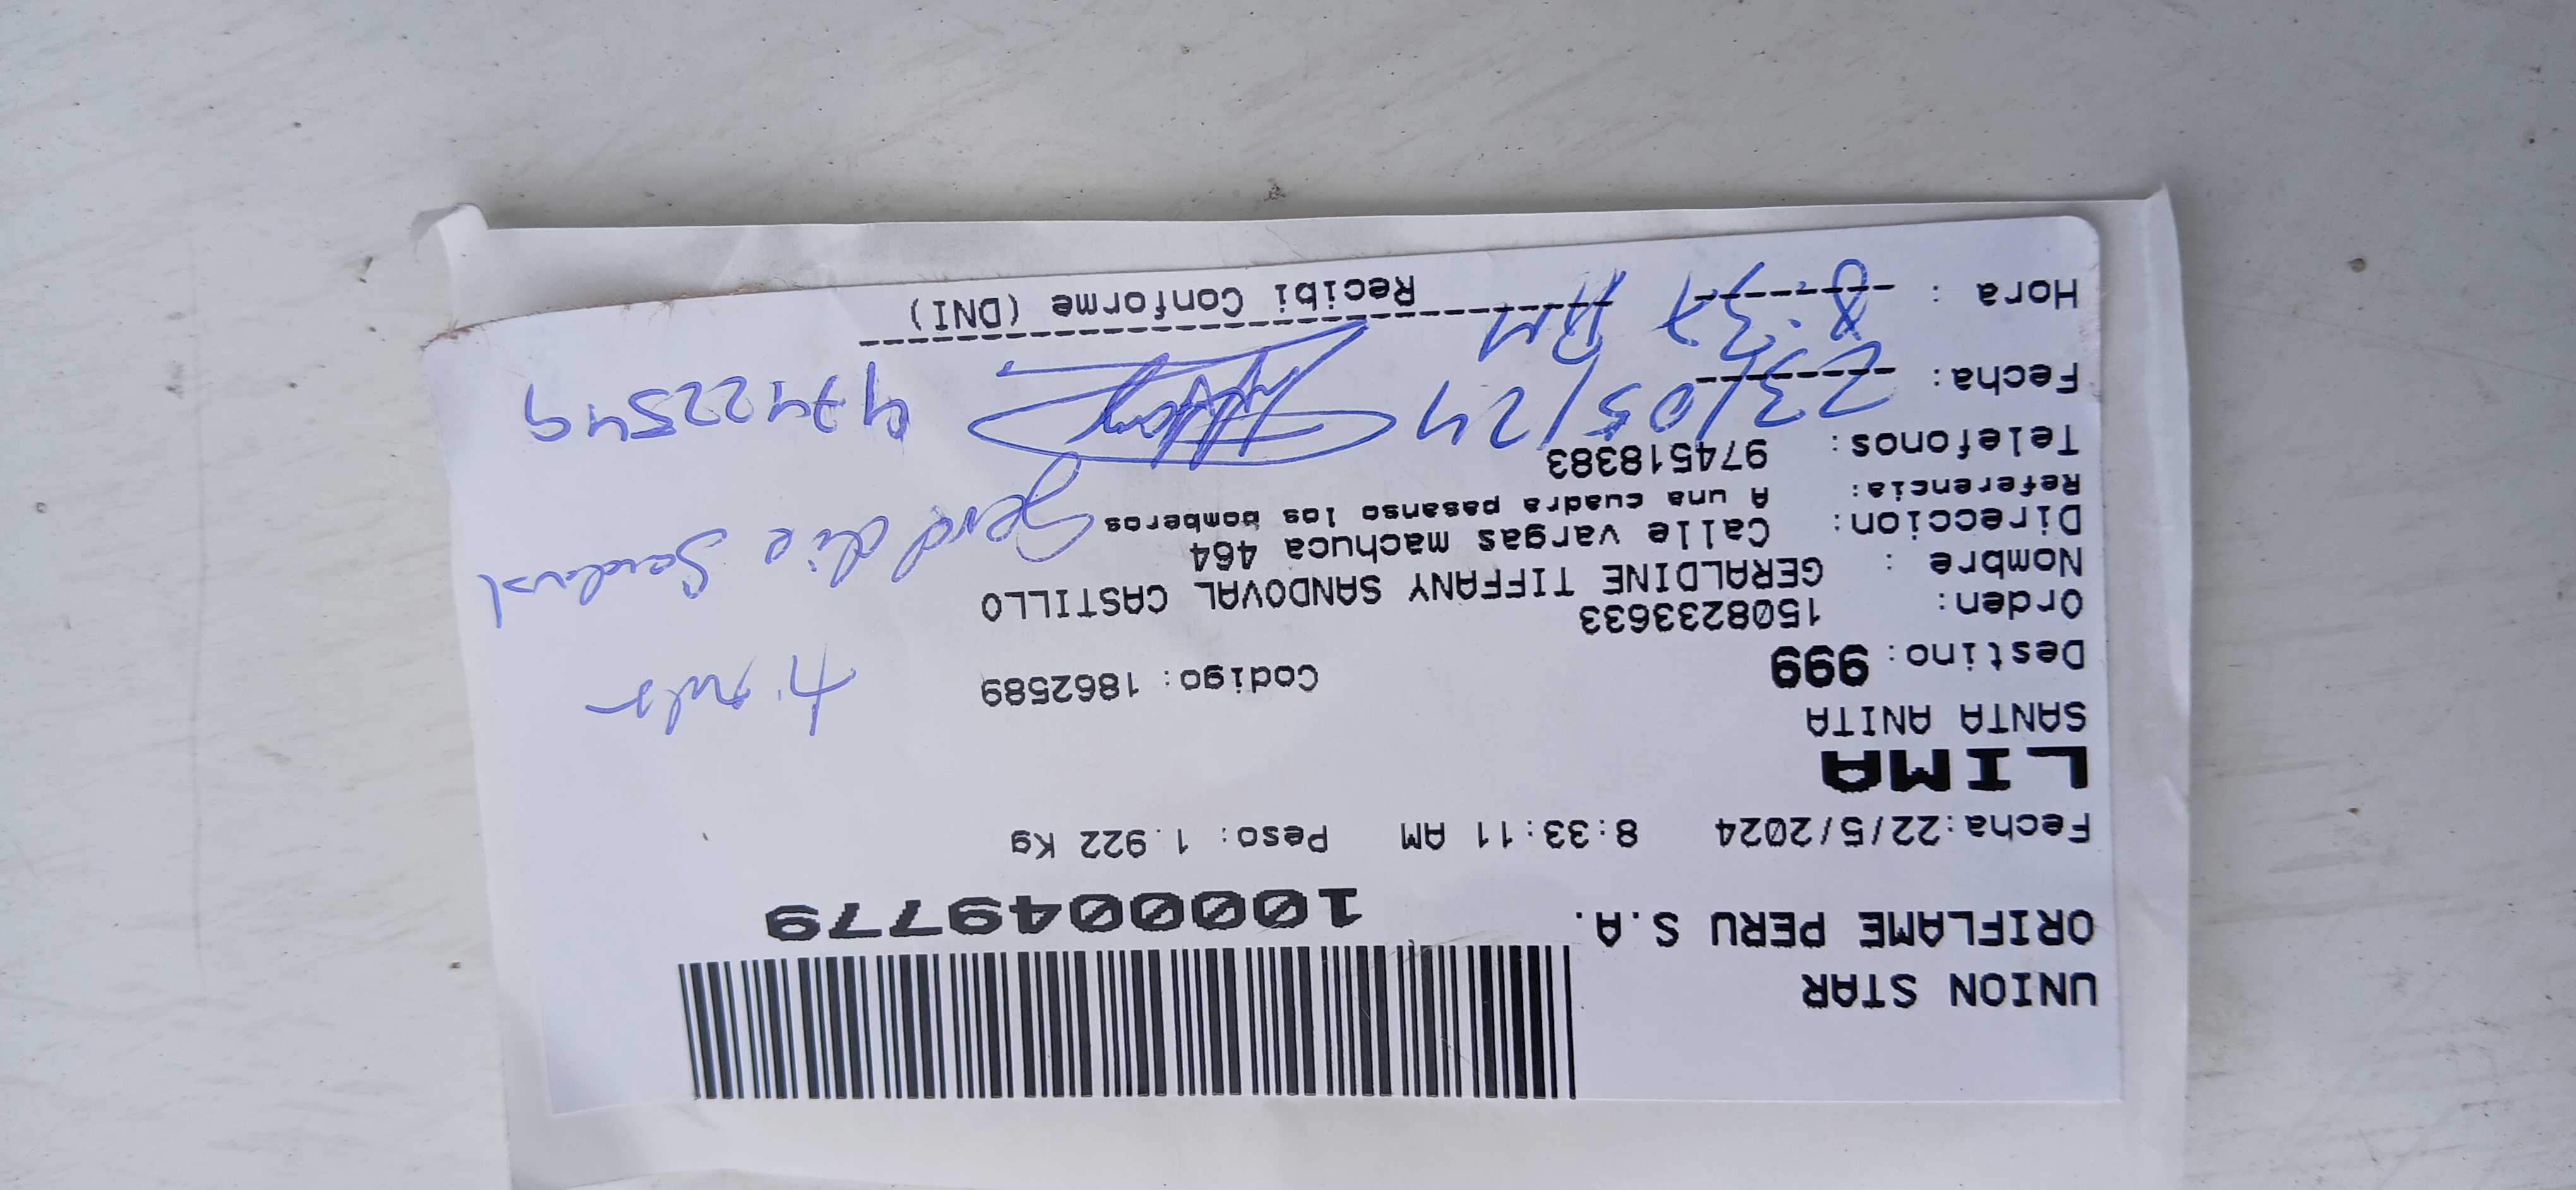 UNION STAR
ORIFLAME PERU S.A.
1000049779
Fecha:22/5/2024 8:33:11 AM Peso: 1.922 Kg
LIMA
SANTA ANITA
Destino: 999 Codigo: 1862589
Orden: 1508233633
Nombre : GERALDINE TIFFANY SANDOVAL CASTILLO
Direccion: Calle vargas machuca 464
Referencia: A una cuadra pasanso los bomberos
Telefonos: 974518383
Fecha: 23/05/24
47422549
Hora : 8:37 AM
Recibi Conforme (DNI)